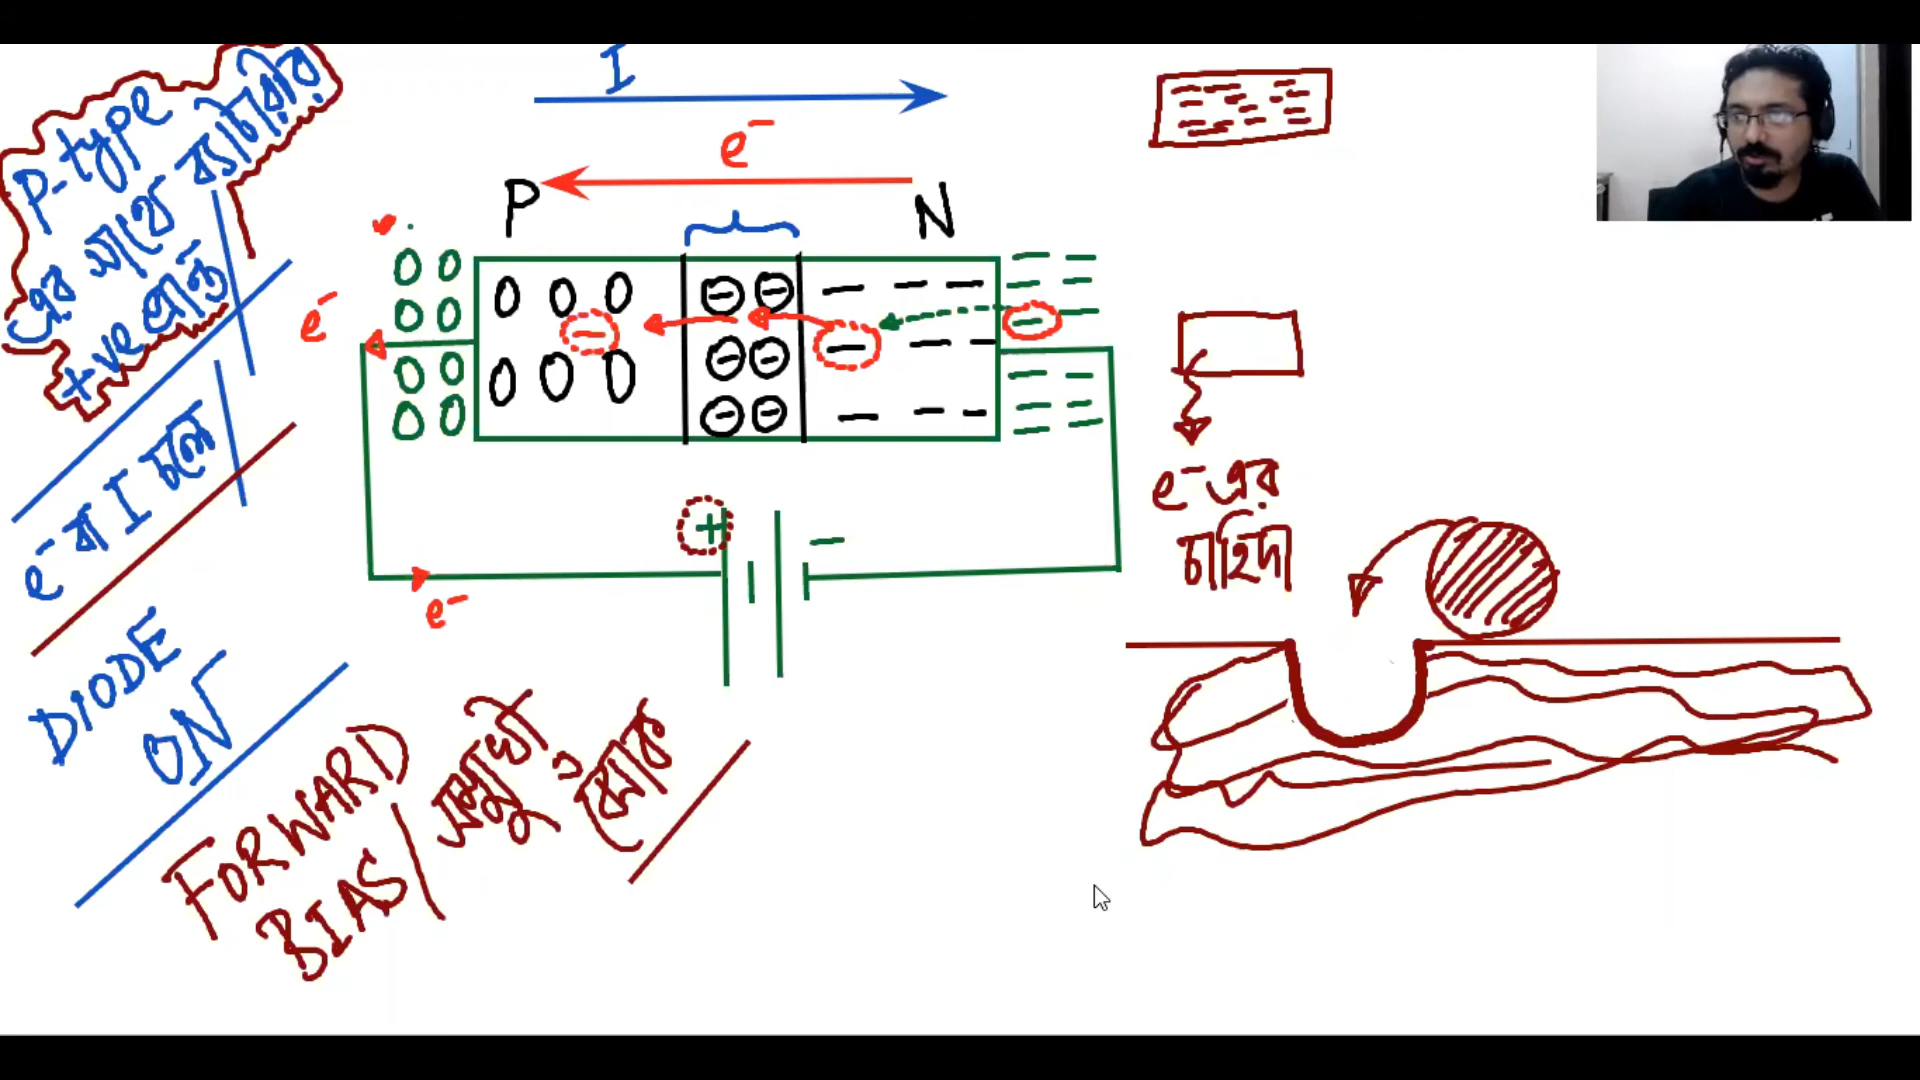 P-type
এর সাথে ব্যাটারীর
+ve প্রান্ত
e⁻ বা I চলে
DIODE
ON
FORWARD
BIAS / সম্মুখী
ঝোঁক
I
e⁻
P
N
e⁻
+
−
e⁻
e⁻ এর
চাহিদা